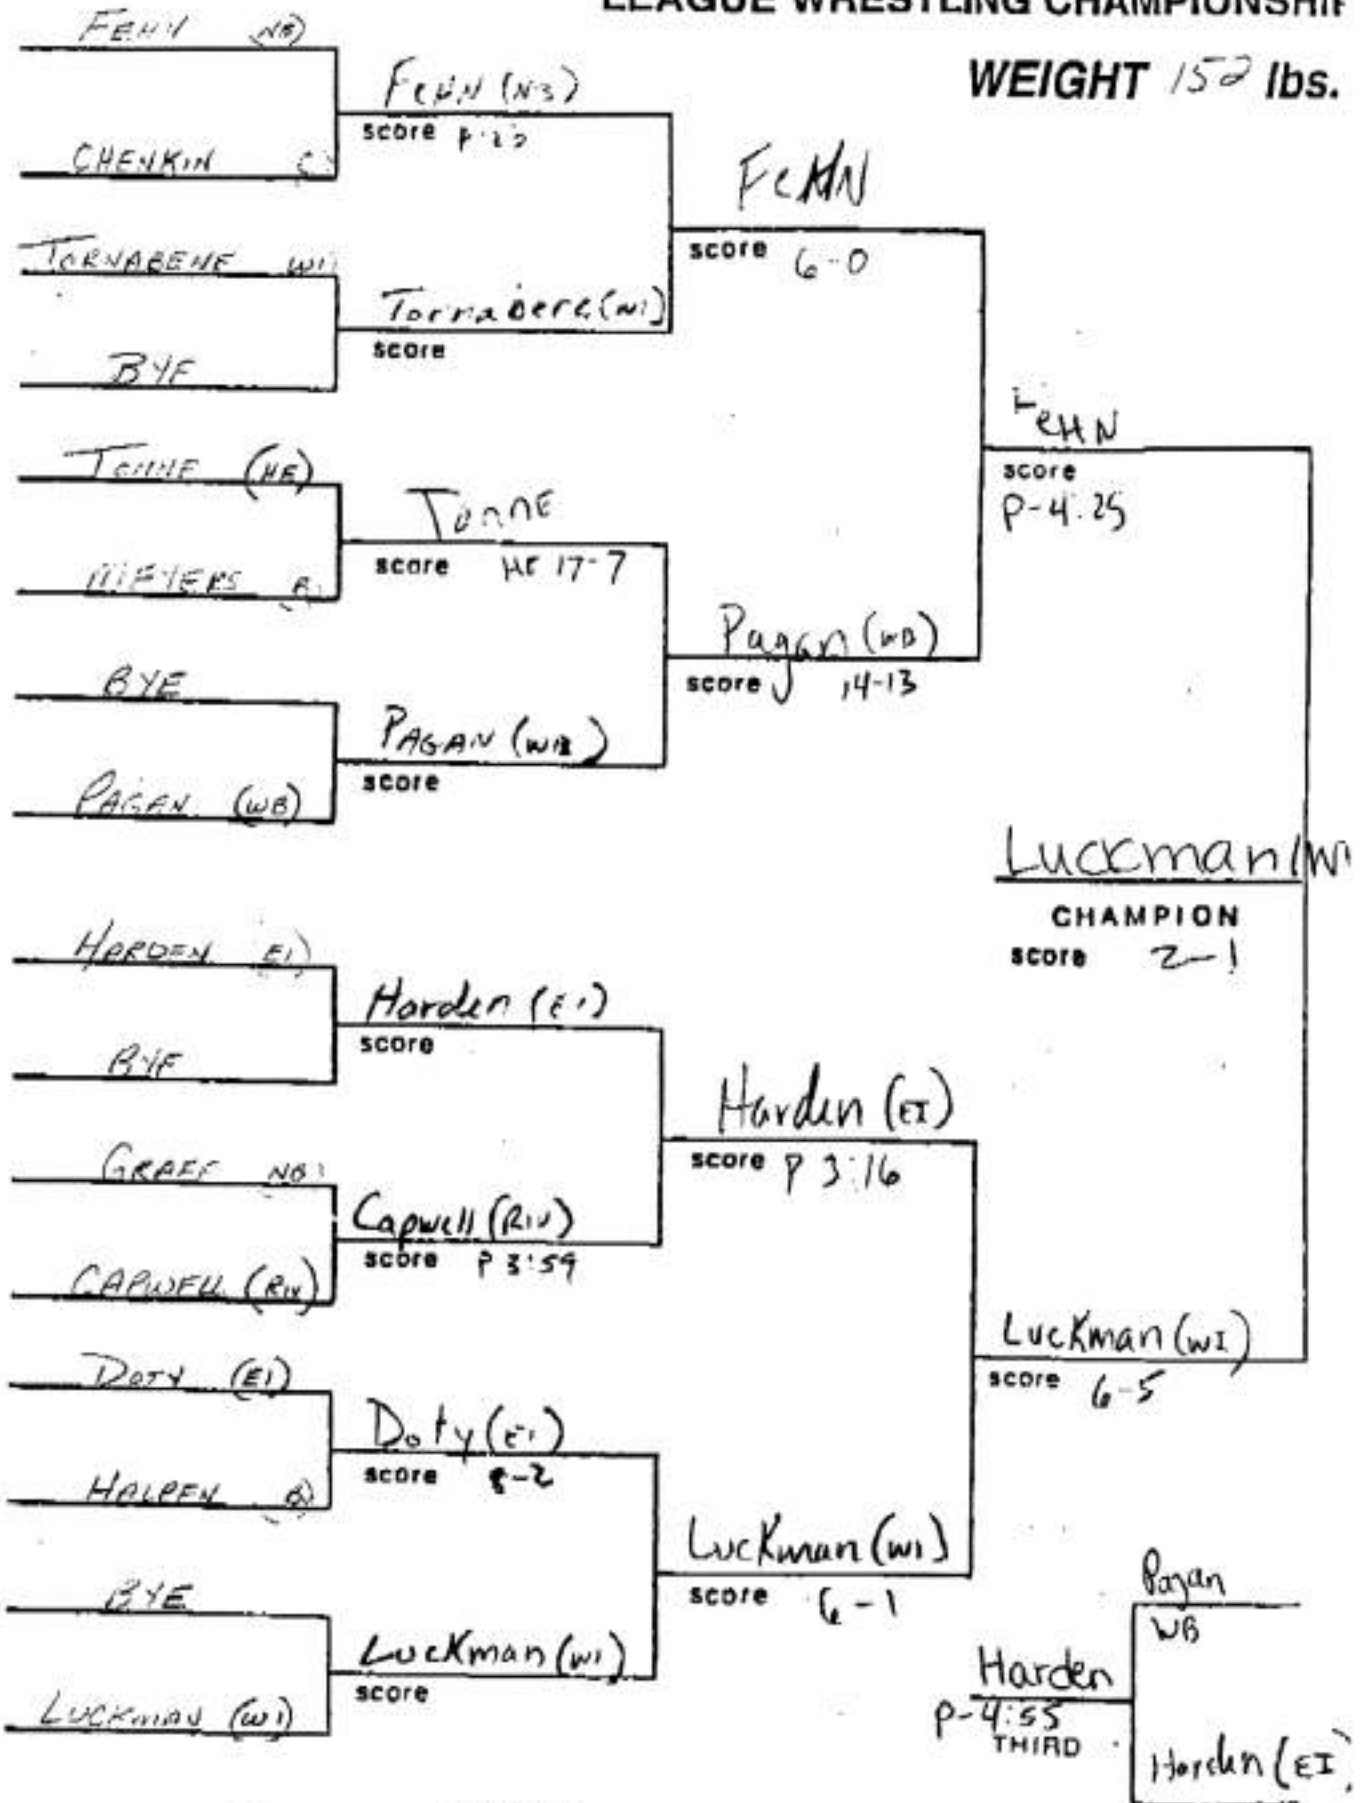 LEAGUE WRESTLING CHAMPIONSHIP
WEIGHT 152 lbs.
FEHN (NB)
FeHN (NB)
score
CHENKIN
FeHN
score 6-0
TORNABENE WI
Tornabene (WI)
score
BYE
FeHN
score
P-4:25
TONNE (HE)
Tonne
score HE 17-7
MEYERS
Pagan (WB)
score 14-13
BYE
PAGAN (WB)
score
PAGAN (WB)
Luckman (WI
CHAMPION
score 2-1
HARDEN EI)
Harden (EI)
score
BYE
Harden (EI)
score P 3:16
GRAEF NB)
Capwell (RIV)
score P 3:59
CAPWELL (RIV)
Luckman (WI)
score 6-5
DOTY (EI)
Doty (EI)
score 8-2
HALPEN
Luckman (WI)
score 6-1
BYE
Pagan
WB
Luckman (WI)
score
Harden
P-4:55
THIRD
LUCKMAN (WI)
Harden (EI)